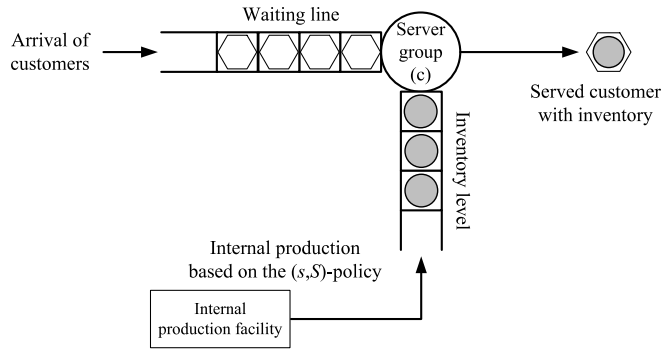 Waiting line
Arrival of
customers
Server
group
(c)
Served customer
with inventory
Inventory level
Internal production
based on the (s,S)-policy
Internal
production facility